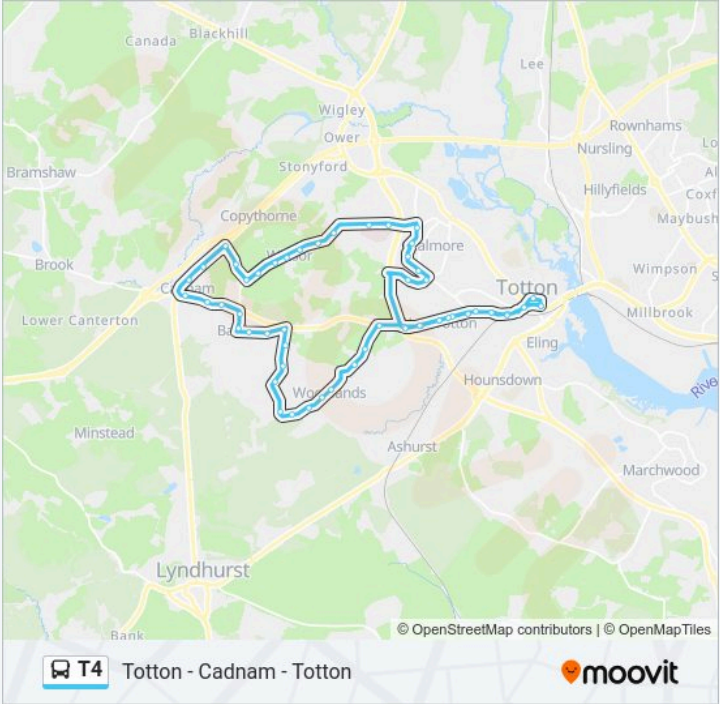 Blackhill
Canada
Lee
Wigley
Rownhams
Ower
Nursling
Stonyford
Bramshaw
Hillyfields
Copythorne
Maybush
Brook
Wimpson
Totton
Lower Canterton
Millbrook
Eling
Hounsdown
Minstead
Ashurst
Marchwood
Lyndhurst
Bank
© OpenStreetMap contributors | © OpenMapTiles
T4 Totton - Cadnam - Totton
moovit